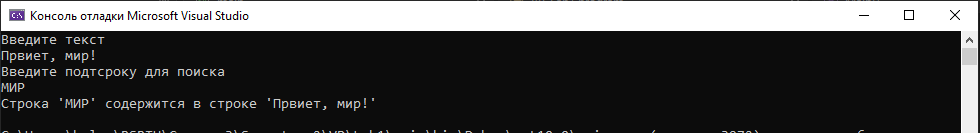 Консоль отладки Microsoft Visual Studio
Введите текст
Првиет, мир!
Введите подтсроку для поиска
МИР
Строка 'МИР' содержится в строке 'Првиет, мир!'